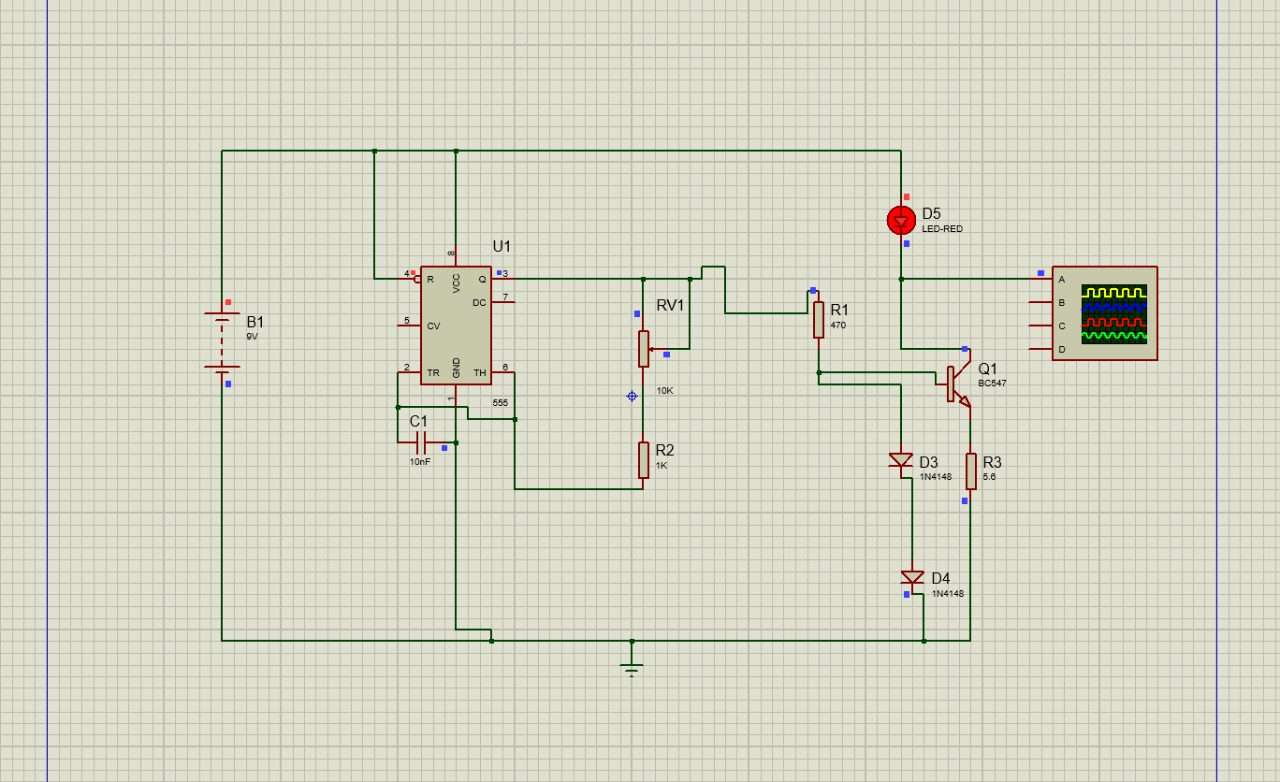 D5
LED-RED
U1
8
4
R
VCC
Q
3
A
DC
7
B
RV1
R1
470
B1
9V
5
CV
C
D
2
TR
GND
TH
6
Q1
BC547
10K
1
555
C1
10nF
R2
1K
D3
1N4148
R3
5.6
D4
1N4148